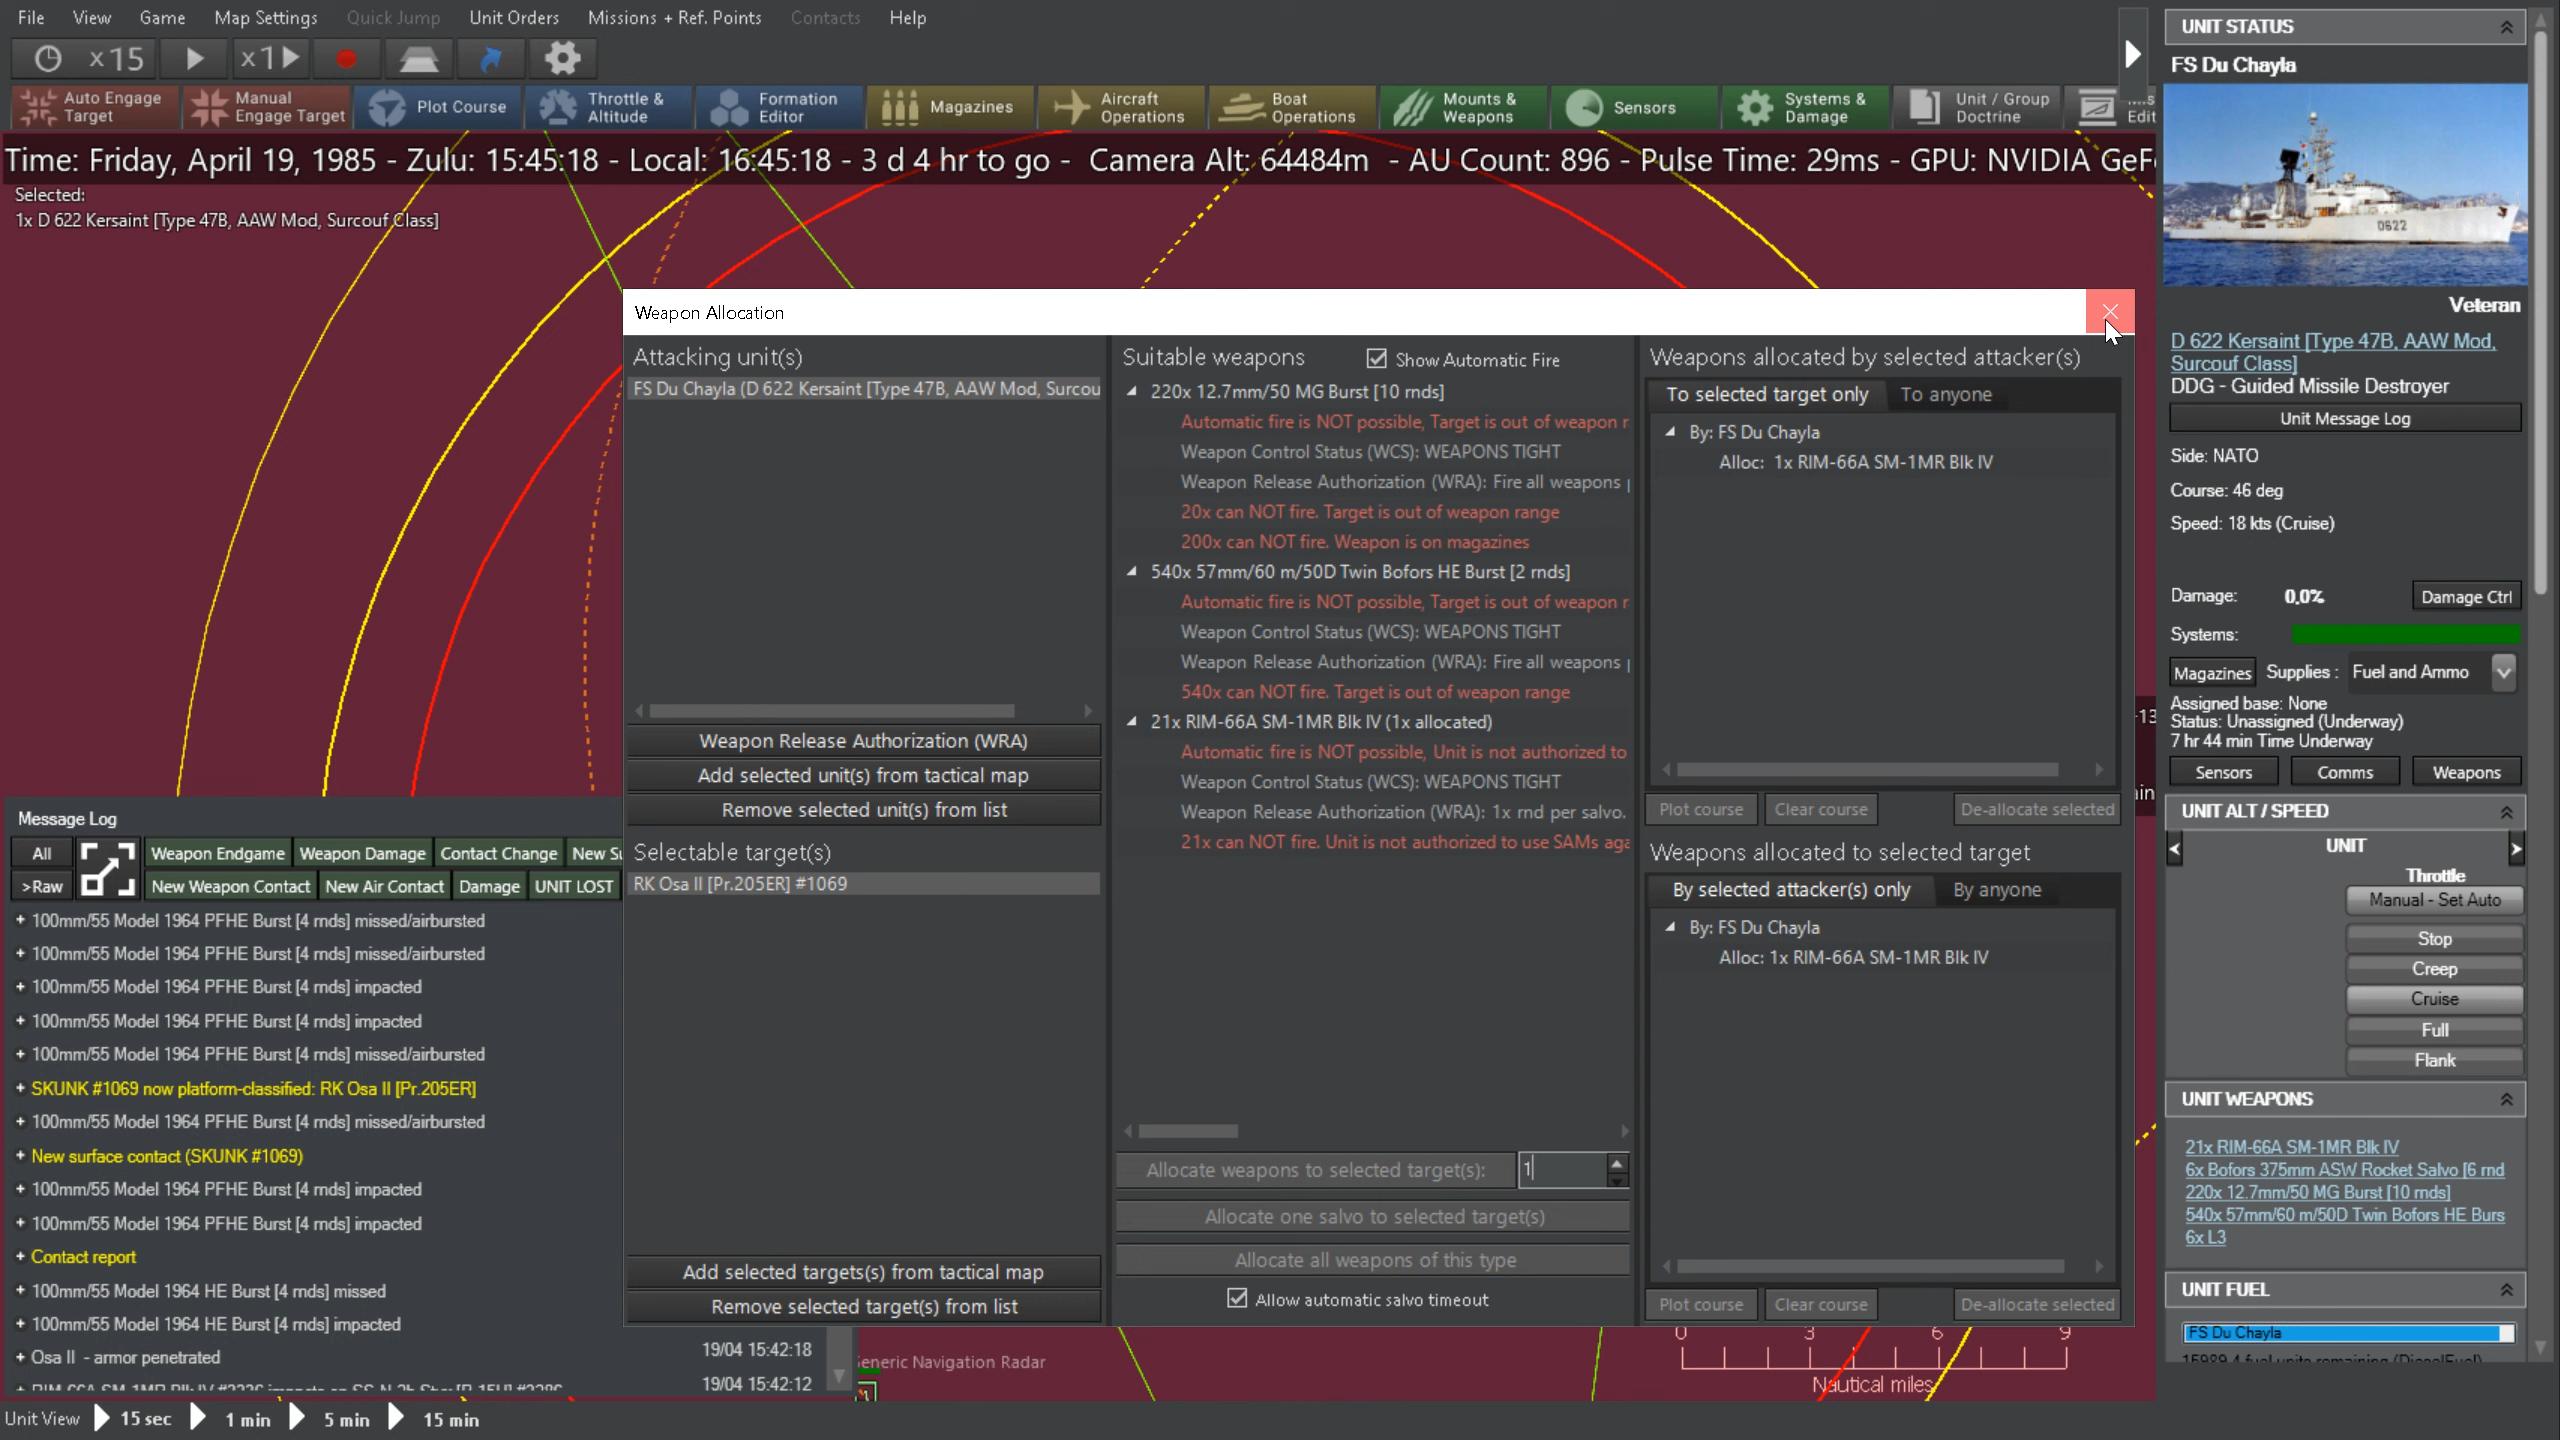 File View Game Map Settings Quick Jump Unit Orders Missions + Ref. Points Contacts Help
x 15 x1
Auto Engage Target
Manual Engage Target
Plot Course
Throttle & Altitude
Formation Editor
Magazines
Aircraft Operations
Boat Operations
Mounts & Weapons
Sensors
Systems & Damage
Unit / Group Doctrine
Time: Friday, April 19, 1985 - Zulu: 15:45:18 - Local: 16:45:18 - 3 d 4 hr to go - Camera Alt: 64484m - AU Count: 896 - Pulse Time: 29ms - GPU: NVIDIA GeF
Selected:
1x D 622 Kersaint [Type 47B, AAW Mod, Surcouf Class]
Weapon Allocation
Attacking unit(s)
FS Du Chayla (D 622 Kersaint [Type 47B, AAW Mod, Surcou
Weapon Release Authorization (WRA)
Add selected unit(s) from tactical map
Remove selected unit(s) from list
Selectable target(s)
RK Osa II [Pr.205ER] #1069
Add selected targets(s) from tactical map
Remove selected target(s) from list
Suitable weapons
Show Automatic Fire
220x 12.7mm/50 MG Burst [10 rnds]
Automatic fire is NOT possible, Target is out of weapon r
Weapon Control Status (WCS): WEAPONS TIGHT
Weapon Release Authorization (WRA): Fire all weapons
20x can NOT fire. Target is out of weapon range
200x can NOT fire. Weapon is on magazines
540x 57mm/60 m/50D Twin Bofors HE Burst [2 rnds]
Automatic fire is NOT possible, Target is out of weapon r
Weapon Control Status (WCS): WEAPONS TIGHT
Weapon Release Authorization (WRA): Fire all weapons
540x can NOT fire. Target is out of weapon range
21x RIM-66A SM-1MR Blk IV (1x allocated)
Automatic fire is NOT possible, Unit is not authorized to
Weapon Control Status (WCS): WEAPONS TIGHT
Weapon Release Authorization (WRA): 1x rnd per salvo.
21x can NOT fire. Unit is not authorized to use SAMs aga
Allocate weapons to selected target(s): 1
Allocate one salvo to selected target(s)
Allocate all weapons of this type
Allow automatic salvo timeout
Weapons allocated by selected attacker(s)
To selected target only To anyone
By: FS Du Chayla
Alloc: 1x RIM-66A SM-1MR Blk IV
Plot course Clear course De-allocate selected
Weapons allocated to selected target
By selected attacker(s) only By anyone
By: FS Du Chayla
Alloc: 1x RIM-66A SM-1MR Blk IV
Plot course Clear course De-allocate selected
Message Log
All Weapon Endgame Weapon Damage Contact Change New Su
>Raw New Weapon Contact New Air Contact Damage UNIT LOST
+ 100mm/55 Model 1964 PFHE Burst [4 rnds] missed/airbursted
+ 100mm/55 Model 1964 PFHE Burst [4 rnds] missed/airbursted
+ 100mm/55 Model 1964 PFHE Burst [4 rnds] impacted
+ 100mm/55 Model 1964 PFHE Burst [4 rnds] impacted
+ 100mm/55 Model 1964 PFHE Burst [4 rnds] missed/airbursted
+ SKUNK #1069 now platform-classified: RK Osa II [Pr.205ER]
+ 100mm/55 Model 1964 PFHE Burst [4 rnds] missed/airbursted
+ New surface contact (SKUNK #1069)
+ 100mm/55 Model 1964 PFHE Burst [4 rnds] impacted
+ 100mm/55 Model 1964 PFHE Burst [4 rnds] impacted
+ Contact report
+ 100mm/55 Model 1964 HE Burst [4 rnds] missed
+ 100mm/55 Model 1964 HE Burst [4 rnds] impacted
+ Osa II - armor penetrated
19/04 15:42:18
19/04 15:42:12
Generic Navigation Radar
0 3 6 9
Nautical miles
Unit View 15 sec 1 min 5 min 15 min
UNIT STATUS
FS Du Chayla
D622
Veteran
D 622 Kersaint [Type 47B, AAW Mod,
Surcouf Class]
DDG - Guided Missile Destroyer
Unit Message Log
Side: NATO
Course: 46 deg
Speed: 18 kts (Cruise)
Damage: 0,0% Damage Ctrl
Systems:
Magazines Supplies : Fuel and Ammo
Assigned base: None
Status: Unassigned (Underway)
7 hr 44 min Time Underway
Sensors Comms Weapons
UNIT ALT / SPEED
< UNIT >
Throttle
Manual - Set Auto
Stop
Creep
Cruise
Full
Flank
UNIT WEAPONS
21x RIM-66A SM-1MR Blk IV
6x Bofors 375mm ASW Rocket Salvo [6 rnd
220x 12.7mm/50 MG Burst [10 rnds]
540x 57mm/60 m/50D Twin Bofors HE Burs
6x L3
UNIT FUEL
FS Du Chayla